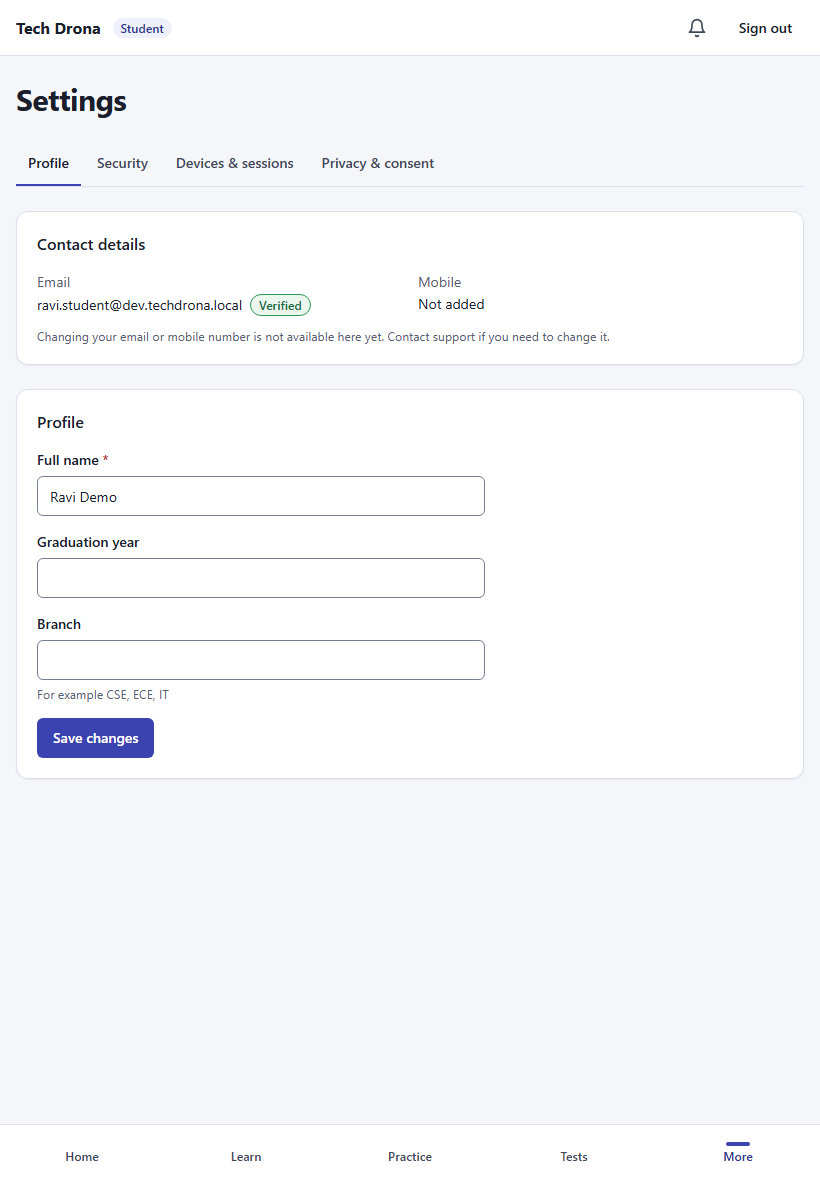 Tech Drona Student Sign out
Settings
Profile Security Devices & sessions Privacy & consent
Contact details
Email Mobile
ravi.student@dev.techdrona.local Verified Not added
Changing your email or mobile number is not available here yet. Contact support if you need to change it.
Profile
Full name *
Ravi Demo
Graduation year
Branch
For example CSE, ECE, IT
Save changes
Home Learn Practice Tests More